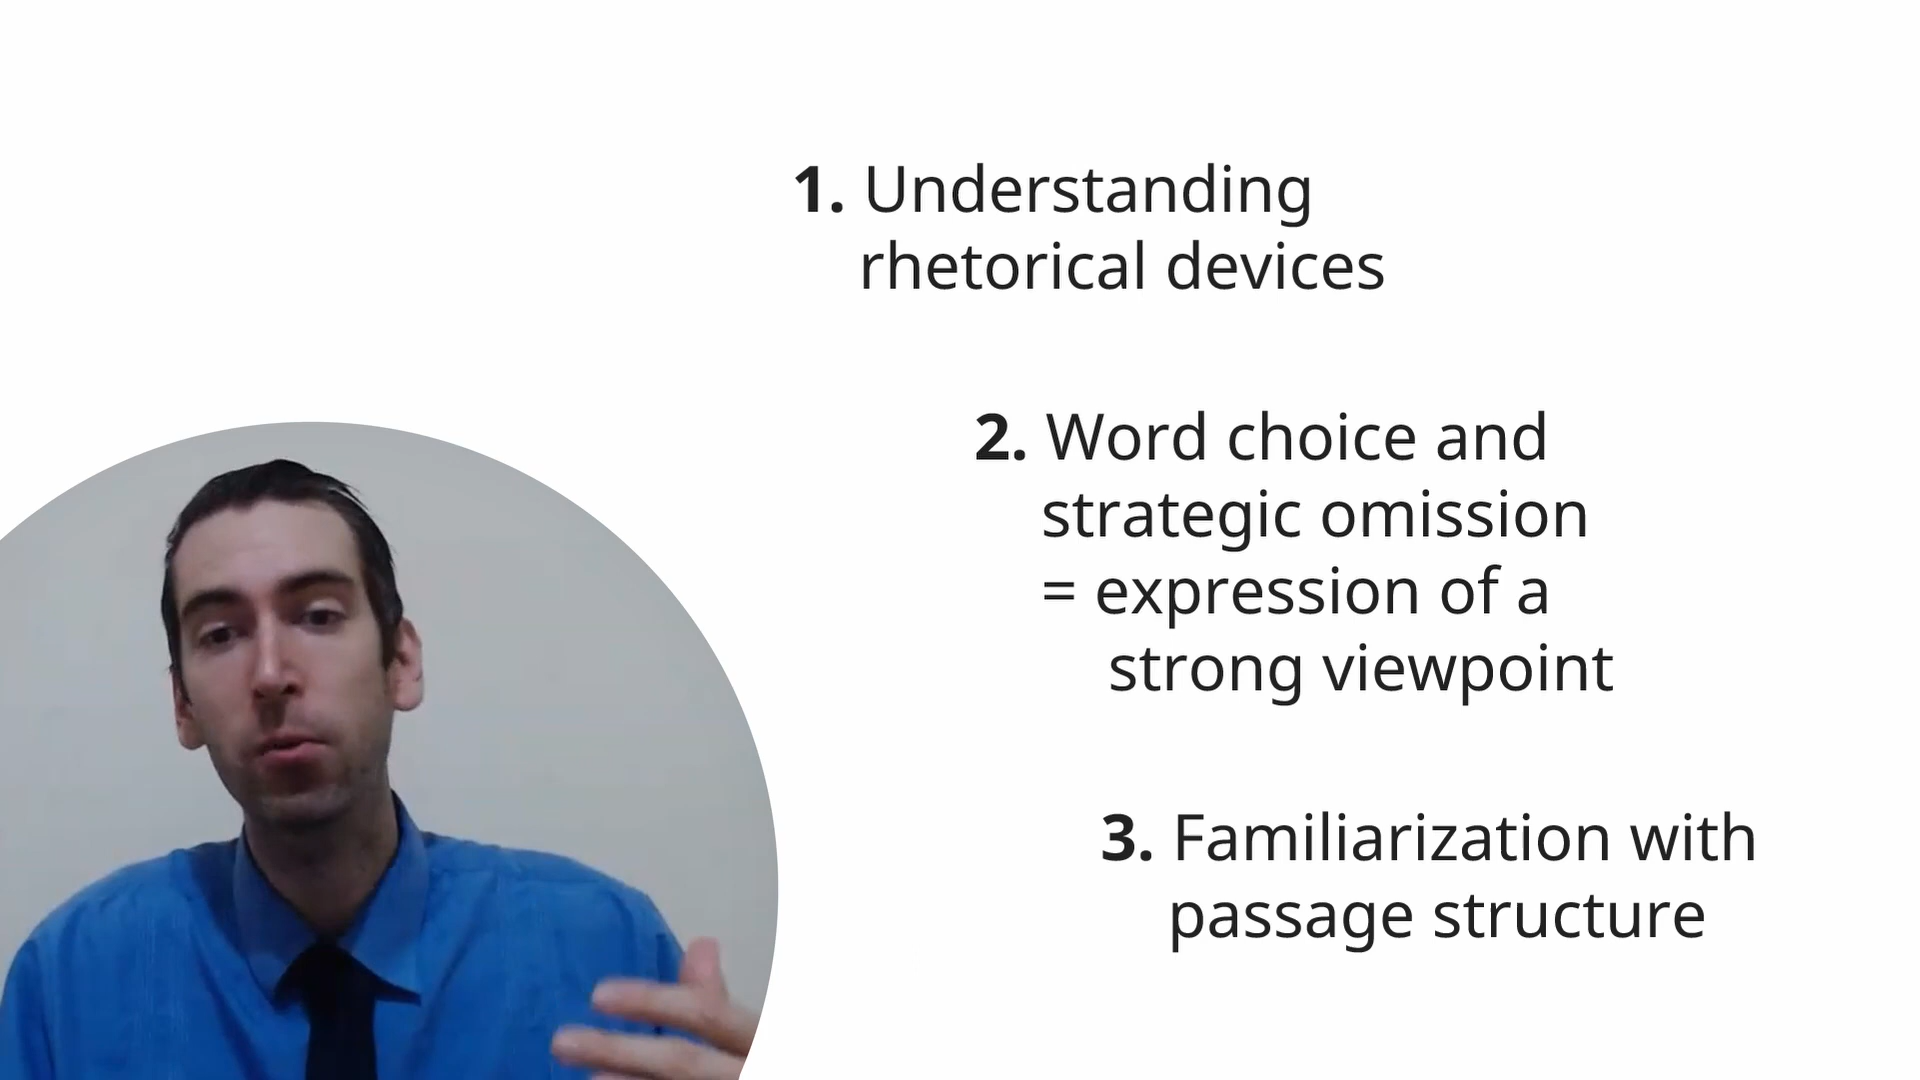 1. Understanding
rhetorical devices
2. Word choice and
strategic omission
= expression of a
strong viewpoint
3. Familiarization with
passage structure